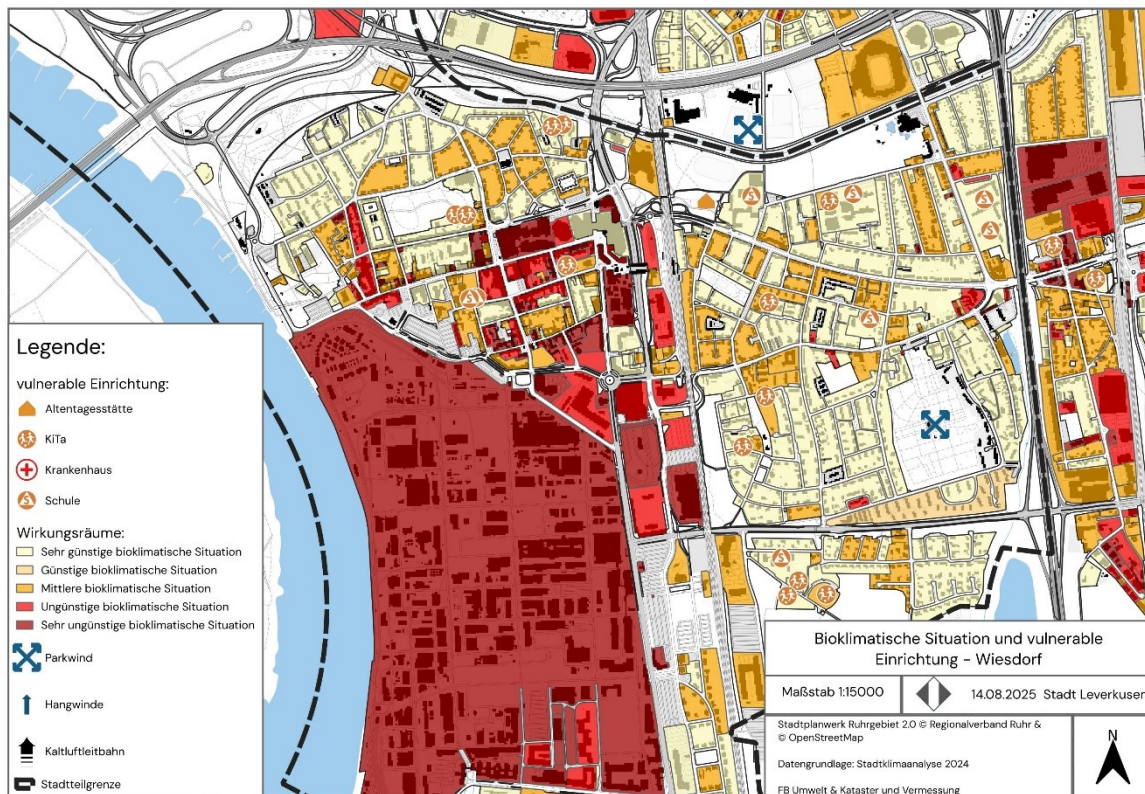 Legende:
vulnerable Einrichtung:
Altentagesstätte
KiTa
Krankenhaus
Schule
Wirkungsräume:
Sehr günstige bioklimatische Situation
Günstige bioklimatische Situation
Mittlere bioklimatische Situation
Ungünstige bioklimatische Situation
Sehr ungünstige bioklimatische Situation
Parkwind
Hangwinde
Kaltluftleitbahn
Stadtteilgrenze
Bioklimatische Situation und vulnerable
Einrichtung - Wiesdorf
Maßstab 1:15000
14.08.2025 Stadt Leverkusen
Stadtplanwerk Ruhrgebiet 2.0 © Regionalverband Ruhr &
© OpenStreetMap
Datengrundlage: Stadtklimaanalyse 2024
FB Umwelt & Kataster und Vermessung
N